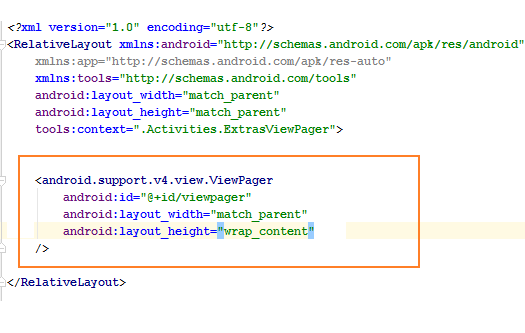 <?xml version="1.0" encoding="utf-8"?>
<RelativeLayout xmlns:android="http://schemas.android.com/apk/res/android"
xmlns:app="http://schemas.android.com/apk/res-auto"
xmlns:tools="http://schemas.android.com/tools"
android:layout_width="match_parent"
android:layout_height="match_parent"
tools:context=".Activities.ExtrasViewPager">
<android.support.v4.view.ViewPager
android:id="@+id/viewpager"
android:layout_width="match_parent"
android:layout_height="wrap_content"
/>
</RelativeLayout>